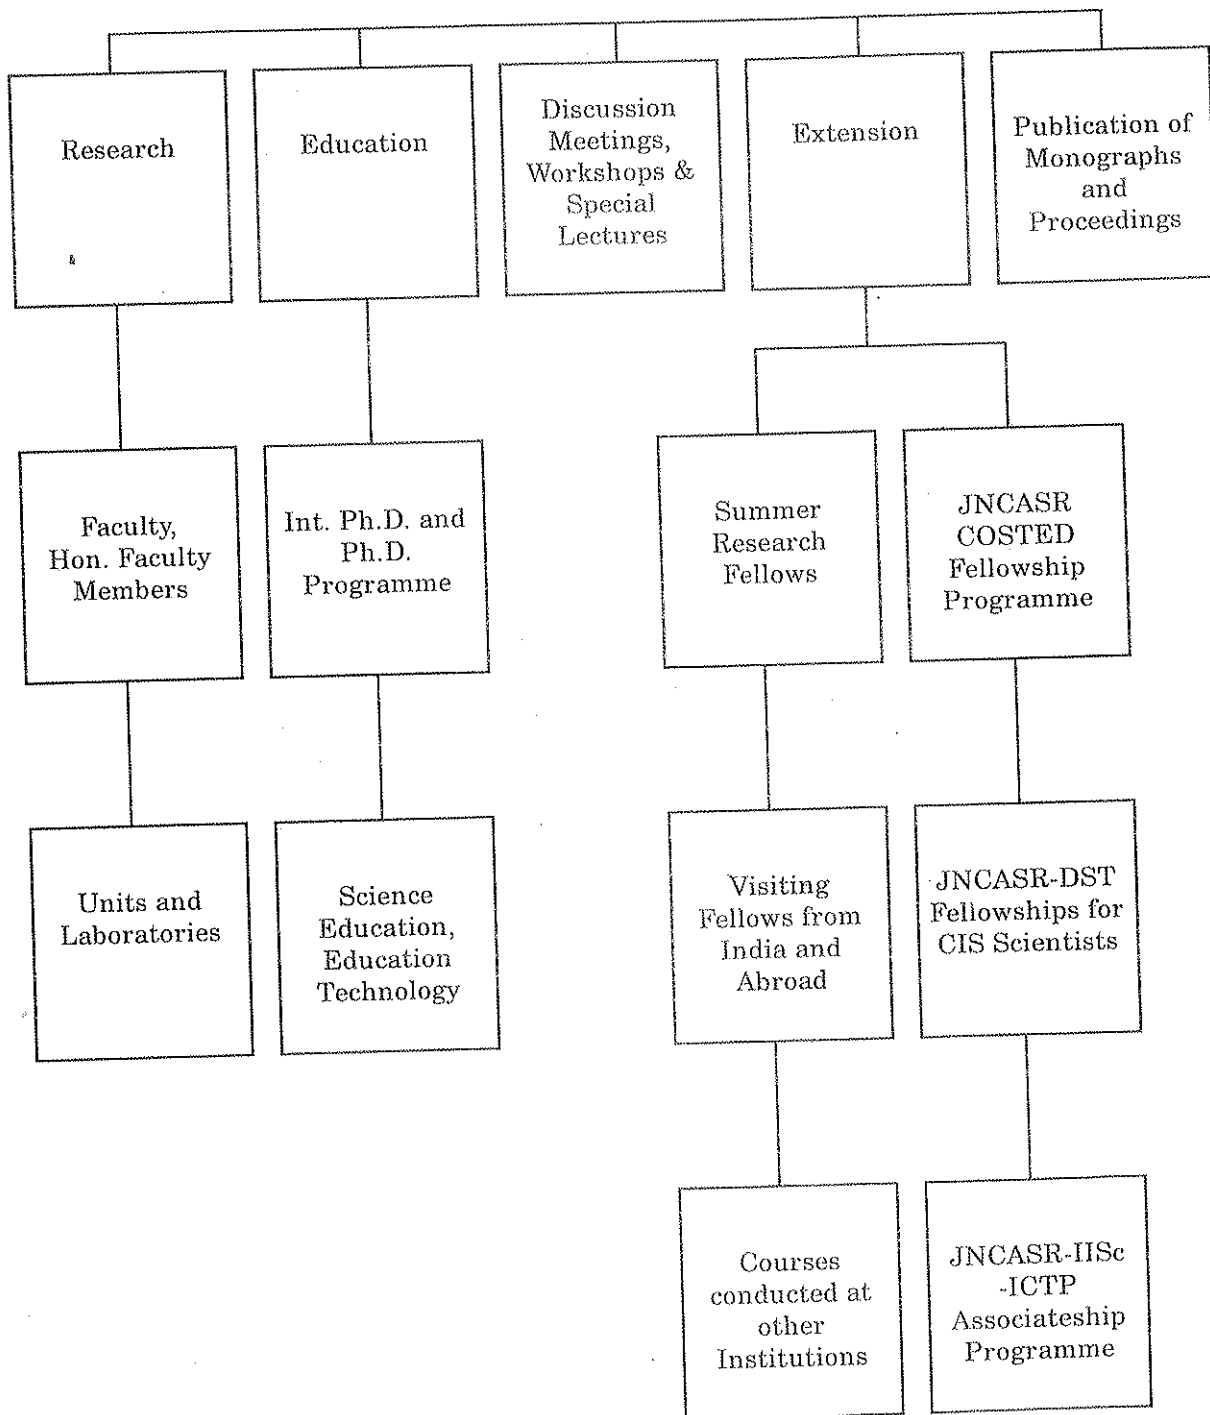 Research
Education
Discussion
Meetings,
Workshops &
Special
Lectures
Extension
Publication of
Monographs
and
Proceedings
Faculty,
Hon. Faculty
Members
Int. Ph.D. and
Ph.D.
Programme
Summer
Research
Fellows
JNCASR
COSTED
Fellowship
Programme
Units and
Laboratories
Science
Education,
Education
Technology
Visiting
Fellows from
India and
Abroad
JNCASR-DST
Fellowships for
CIS Scientists
Courses
conducted at
other
Institutions
JNCASR-IISc
-ICTP
Associateship
Programme